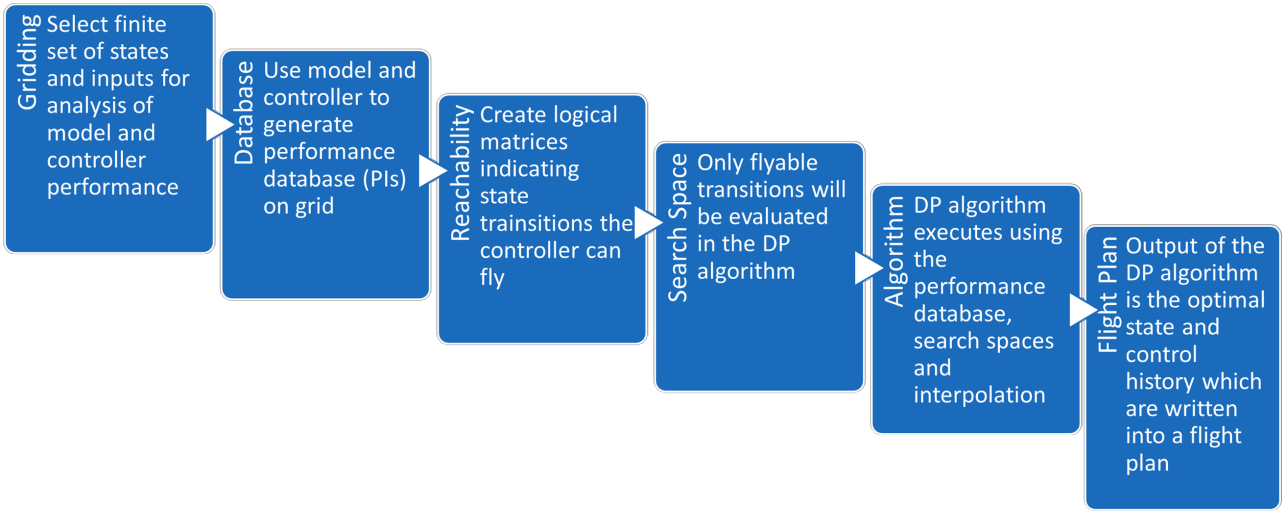 Gridding
Select finite
set of states
and inputs for
analysis of
model and
controller
performance
Database
Use model and
controller to
generate
performance
database (PIs)
on grid
Reachability
Create logical
matrices
indicating
state
trainsitions the
controller can
fly
Search Space
Only flyable
transitions will
be evaluated
in the DP
algorithm
Algorithm
DP algorithm
executes using
the
performance
database,
search spaces
and
interpolation
Flight Plan
Output of the
DP algorithm
is the optimal
state and
control
history which
are written
into a flight
plan